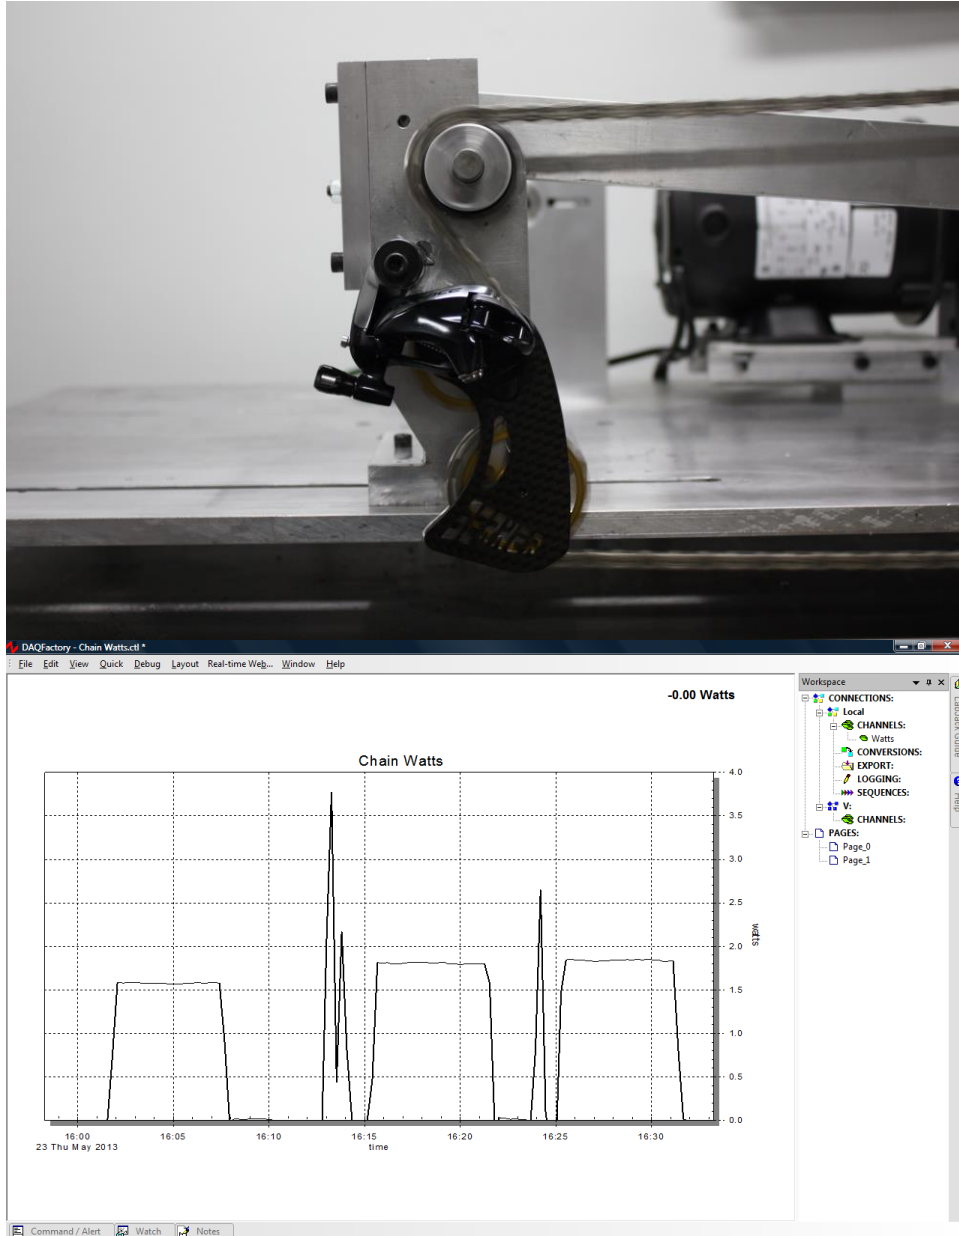 DAQFactory - Chain Watts.ctl *
File Edit View Quick Debug Layout Real-time Web... Window Help
-0.00 Watts
Chain Watts
4.0
3.5
3.0
2.5
2.0
1.5
1.0
0.5
0.0
watts
16:00 16:05 16:10 16:15 16:20 16:25 16:30
23 Thu May 2013
time
Workspace
CONNECTIONS:
Local
CHANNELS:
Watts
CONVERSIONS:
EXPORT:
LOGGING:
SEQUENCES:
V:
CHANNELS:
PAGES:
Page_0
Page_1
Help
Command / Alert Watch Notes